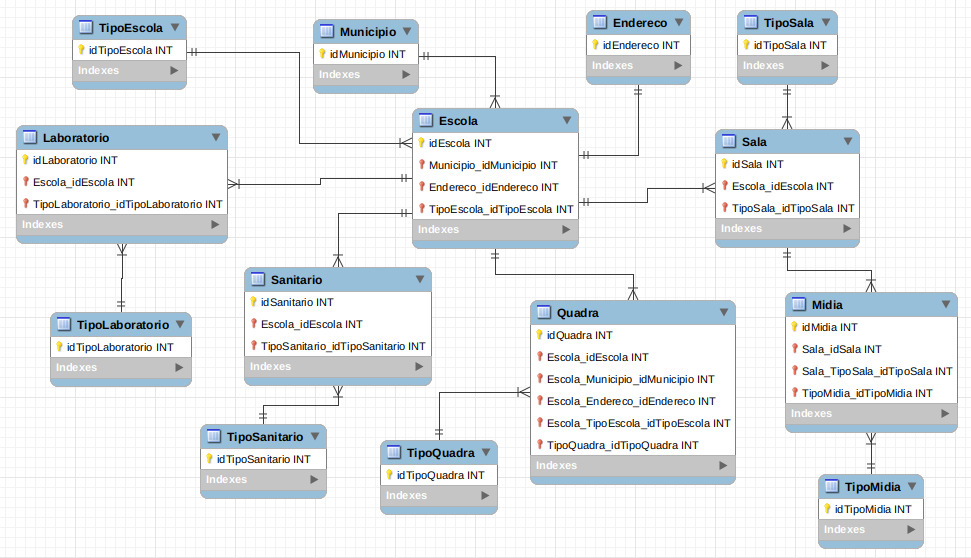 TipoEscola
idTipoEscola INT
Indexes
Municipio
idMunicipio INT
Indexes
Endereco
idEndereco INT
Indexes
TipoSala
idTipoSala INT
Indexes
Laboratorio
idLaboratorio INT
Escola_idEscola INT
TipoLaboratorio_idTipoLaboratorio INT
Indexes
Escola
idEscola INT
Municipio_idMunicipio INT
Endereco_idEndereco INT
TipoEscola_idTipoEscola INT
Indexes
Sala
idSala INT
Escola_idEscola INT
TipoSala_idTipoSala INT
Indexes
Sanitario
idSanitario INT
Escola_idEscola INT
TipoSanitario_idTipoSanitario INT
Indexes
Quadra
idQuadra INT
Escola_idEscola INT
Escola_Municipio_idMunicipio INT
Escola_Endereco_idEndereco INT
Escola_TipoEscola_idTipoEscola INT
TipoQuadra_idTipoQuadra INT
Indexes
Midia
idMidia INT
Sala_idSala INT
Sala_TipoSala_idTipoSala INT
TipoMidia_idTipoMidia INT
Indexes
TipoLaboratorio
idTipoLaboratorio INT
Indexes
TipoSanitario
idTipoSanitario INT
Indexes
TipoQuadra
idTipoQuadra INT
Indexes
TipoMidia
idTipoMidia INT
Indexes